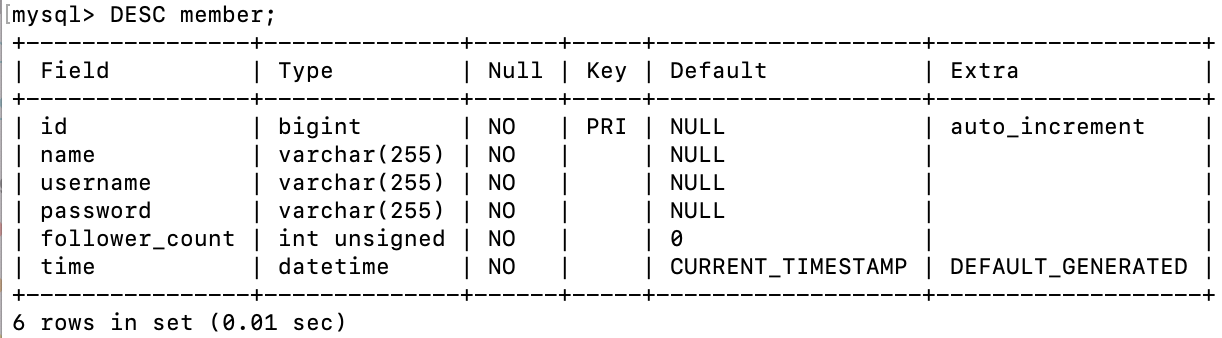 [mysql> DESC member;
+-----------------+---------------+------+-----+--------------------+--------------------+
| Field           | Type          | Null | Key | Default            | Extra              |
+-----------------+---------------+------+-----+--------------------+--------------------+
| id              | bigint        | NO   | PRI | NULL               | auto_increment     |
| name            | varchar(255)  | NO   |     | NULL               |                    |
| username        | varchar(255)  | NO   |     | NULL               |                    |
| password        | varchar(255)  | NO   |     | NULL               |                    |
| follower_count  | int unsigned  | NO   |     | 0                  |                    |
| time            | datetime      | NO   |     | CURRENT_TIMESTAMP  | DEFAULT_GENERATED  |
+-----------------+---------------+------+-----+--------------------+--------------------+
6 rows in set (0.01 sec)